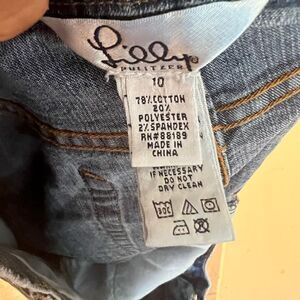 Lilly
PULITZER®
10
78% COTTON
20%
POLYESTER
2% SPANDEX
RN#88189
MADE IN
CHINA
IF NECESSARY
DO NOT
DRY CLEAN